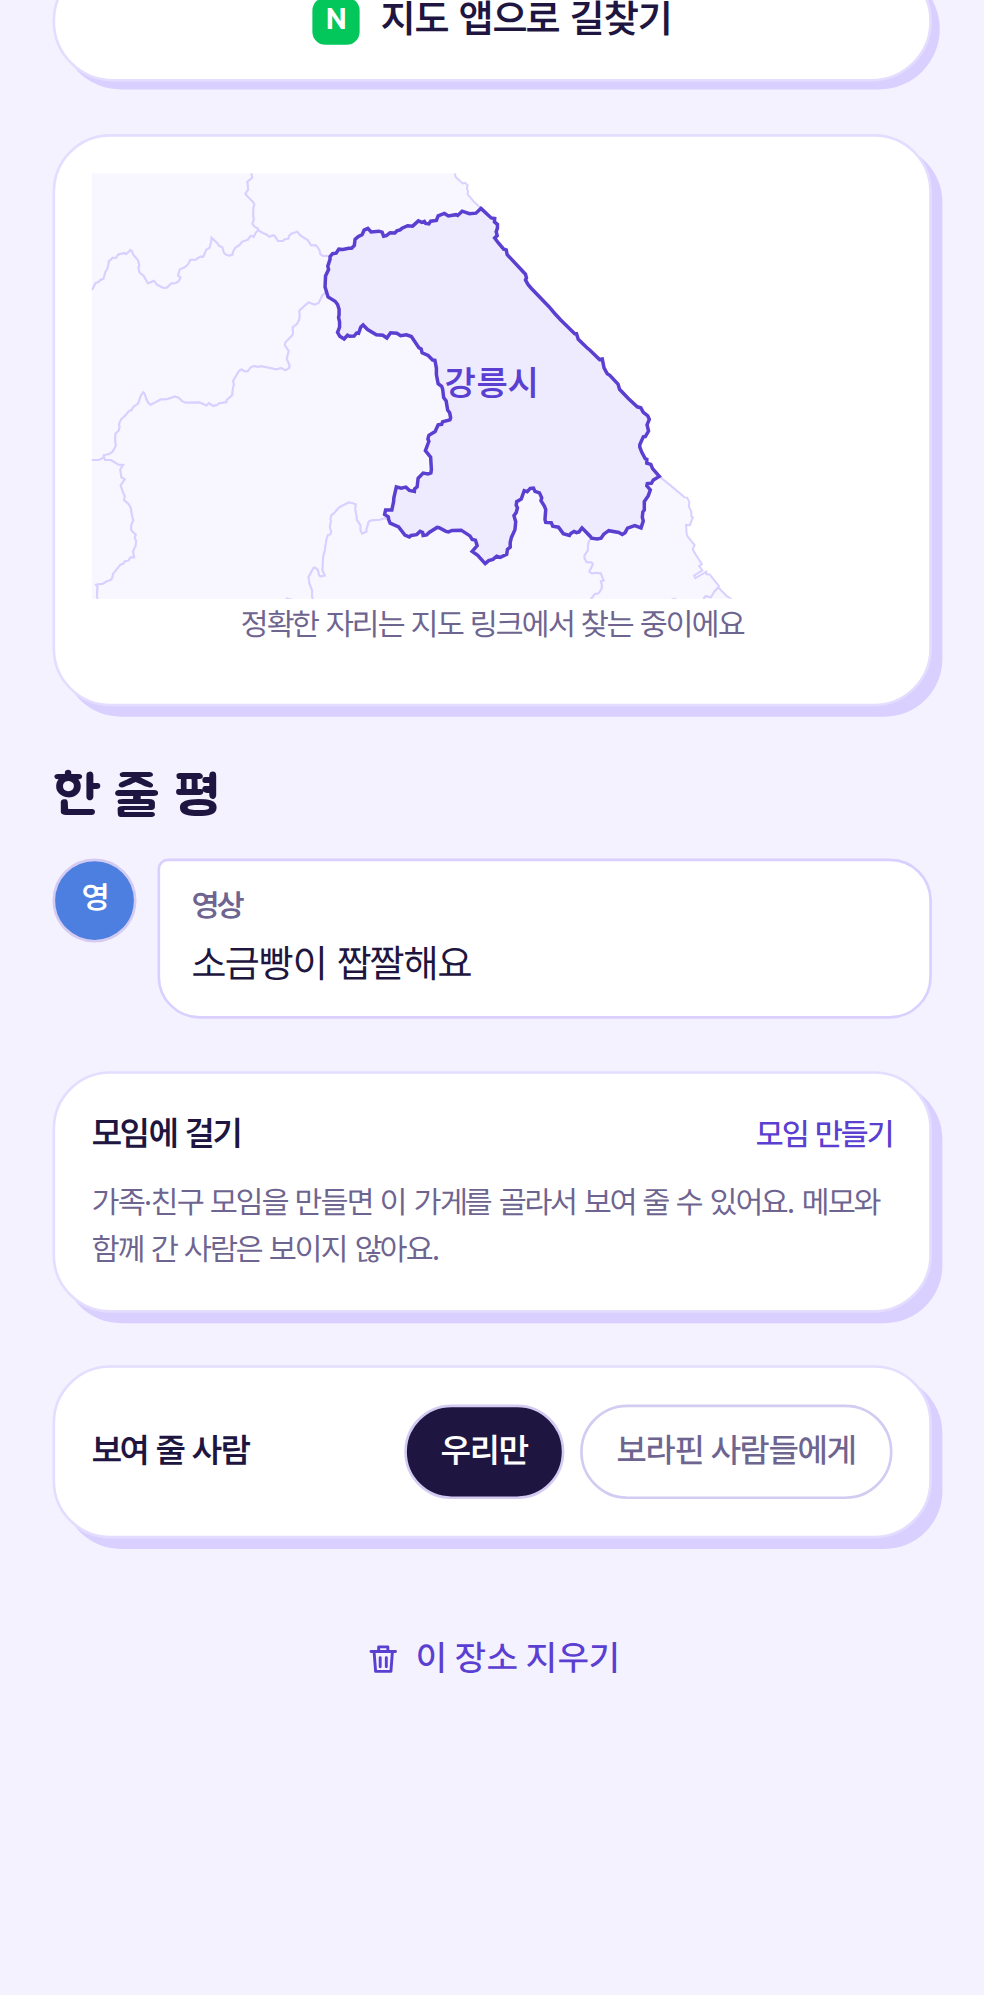 N 지도 앱으로 길찾기
강릉시
정확한 자리는 지도 링크에서 찾는 중이에요
한 줄 평
영
영상
소금빵이 짭짤해요
모임에 걸기 모임 만들기
가족·친구 모임을 만들면 이 가게를 골라서 보여 줄 수 있어요. 메모와
함께 간 사람은 보이지 않아요.
보여 줄 사람 우리만 보라핀 사람들에게
이 장소 지우기